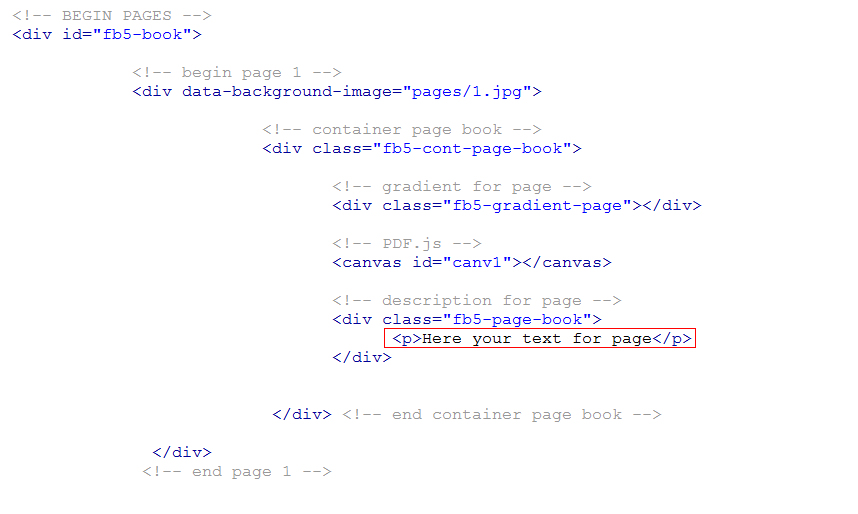 <!-- BEGIN PAGES -->
<div id="fb5-book">
<!-- begin page 1 -->
<div data-background-image="pages/1.jpg">
<!-- container page book -->
<div class="fb5-cont-page-book">
<!-- gradient for page -->
<div class="fb5-gradient-page"></div>
<!-- PDF.js -->
<canvas id="canv1"></canvas>
<!-- description for page -->
<div class="fb5-page-book">
<p>Here your text for page</p>
</div>
</div> <!-- end container page book -->
</div>
<!-- end page 1 -->